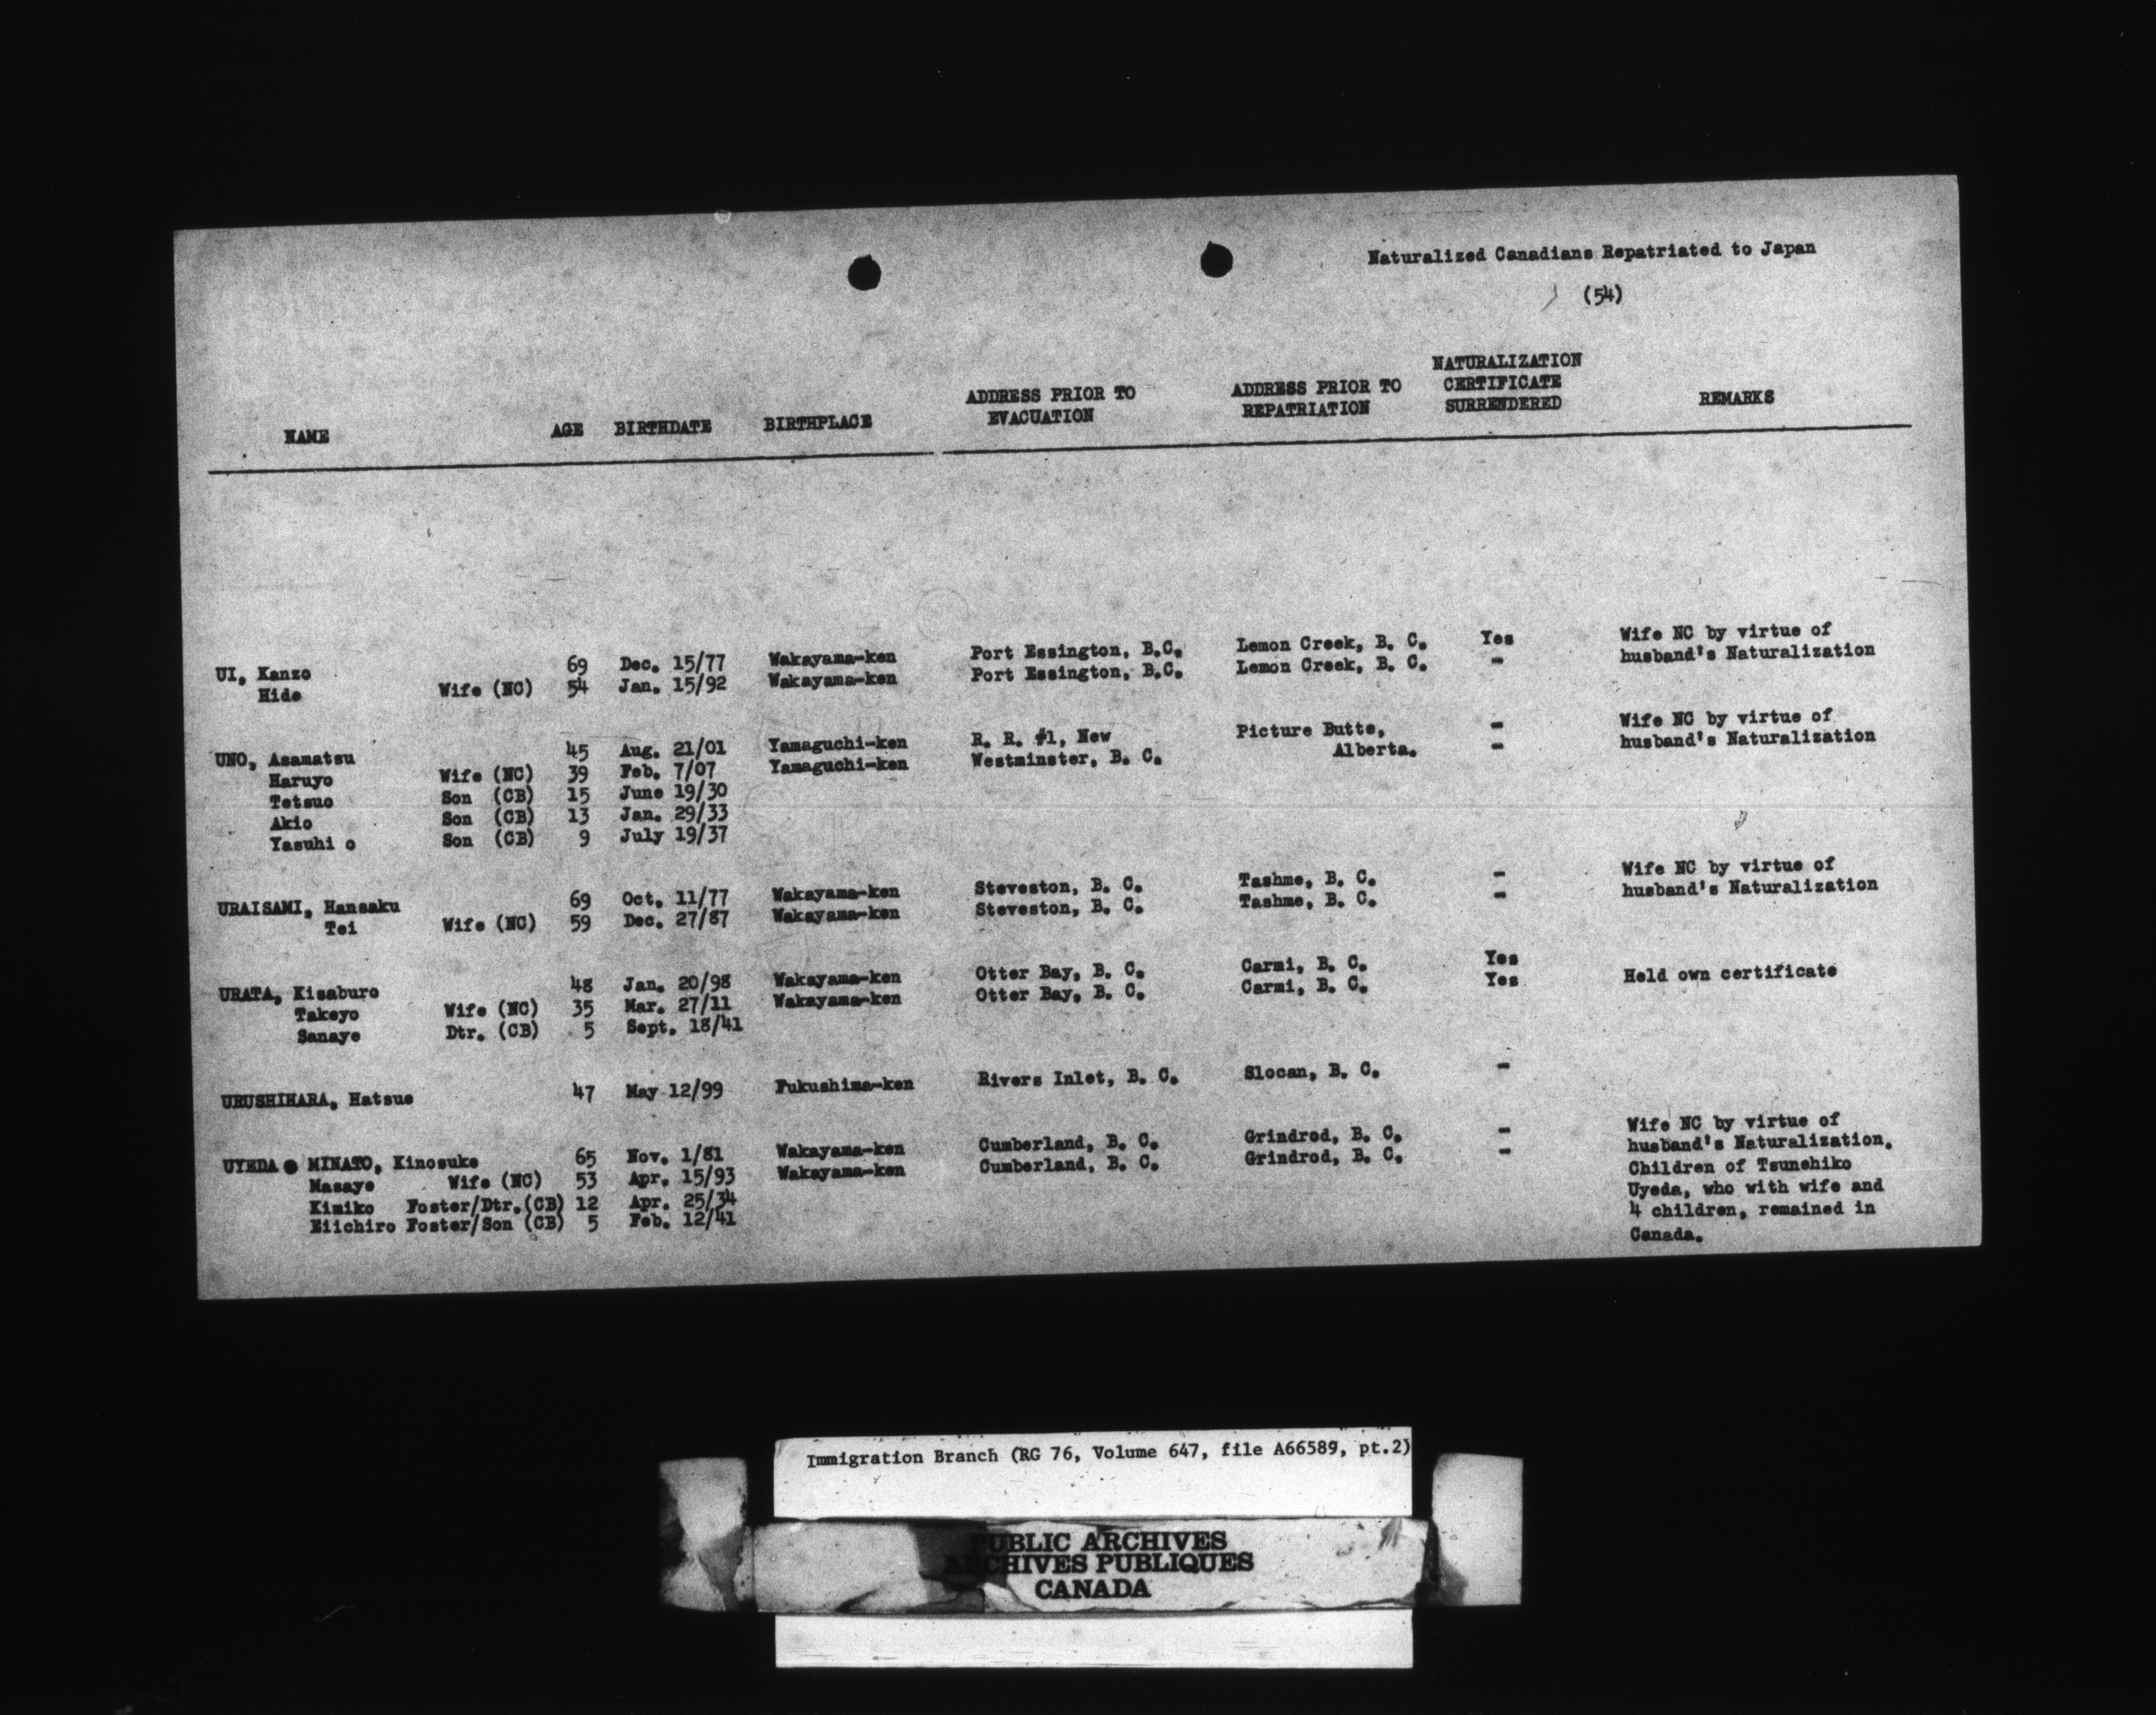 Naturalized Canadians Repatriated to Japan
(54)
NAME AGE BIRTHDATE BIRTHPLACE ADDRESS PRIOR TO EVACUATION ADDRESS PRIOR TO REPATRIATION NATURALIZATION CERTIFICATE SURRENDERED REMARKS
UI, Kanzo 69 Dec. 15/77 Wakayama-ken Port Essington, B.C. Lemon Creek, B. C. Yes Wife NC by virtue of
Hide Wife (NC) 54 Jan. 15/92 Wakayama-ken Port Essington, B.C. Lemon Creek, B. C. - husband's Naturalization
UNO, Asamatsu 45 Aug. 21/01 Yamaguchi-ken R. R. #1, New Picture Butte, - Wife NC by virtue of
Haruyo Wife (NC) 39 Feb. 7/07 Yamaguchi-ken Westminster, B. C. Alberta. - husband's Naturalization
Tetsuo Son (CB) 15 June 19/30
Akio Son (CB) 13 Jan. 29/33
Yasuhi o Son (CB) 9 July 19/37
URAISAMI, Hansaku 69 Oct. 11/77 Wakayama-ken Steveston, B. C. Tashme, B. C. - Wife NC by virtue of
Tei Wife (NC) 59 Dec. 27/87 Wakayama-ken Steveston, B. C. Tashme, B. C. - husband's Naturalization
URATA, Kisaburo 48 Jan. 20/98 Wakayama-ken Otter Bay, B. C. Carmi, B. C. Yes
Takeyo Wife (NC) 35 Mar. 27/11 Wakayama-ken Otter Bay, B. C. Carmi, B. C. Yes Held own certificate
Sanaye Dtr. (CB) 5 Sept. 18/41
URUSHIHARA, Hatsue 47 May 12/99 Fukushima-ken Rivers Inlet, B. C. Slocan, B. C. -
UYEDA MINATO, Kinosuke 65 Nov. 1/81 Wakayama-ken Cumberland, B. C. Grindrod, B. C. - Wife NC by virtue of
Masaye Wife (NC) 53 Apr. 15/93 Wakayama-ken Cumberland, B. C. Grindrod, B. C. - husband's Naturalization.
Kimiko Foster/Dtr.(CB) 12 Apr. 25/34 Children of Tsunehiko
Eiichiro Foster/Son (CB) 5 Feb. 12/41 Uyeda, who with wife and
4 children, remained in
Canada.
Immigration Branch (RG 76, Volume 647, file A66589, pt.2)
PUBLIC ARCHIVES
ARCHIVES PUBLIQUES
CANADA